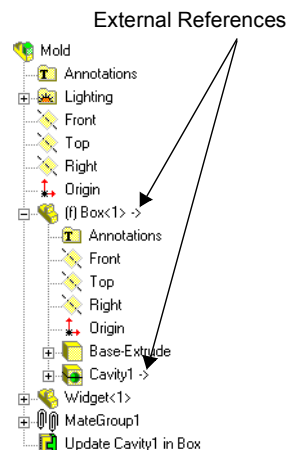 External References
Mold
Annotations
Lighting
Front
Top
Right
Origin
(f) Box<1> ->
Annotations
Front
Top
Right
Origin
Base-Extrude
Cavity1 ->
Widget<1>
MateGroup1
Update Cavity1 in Box